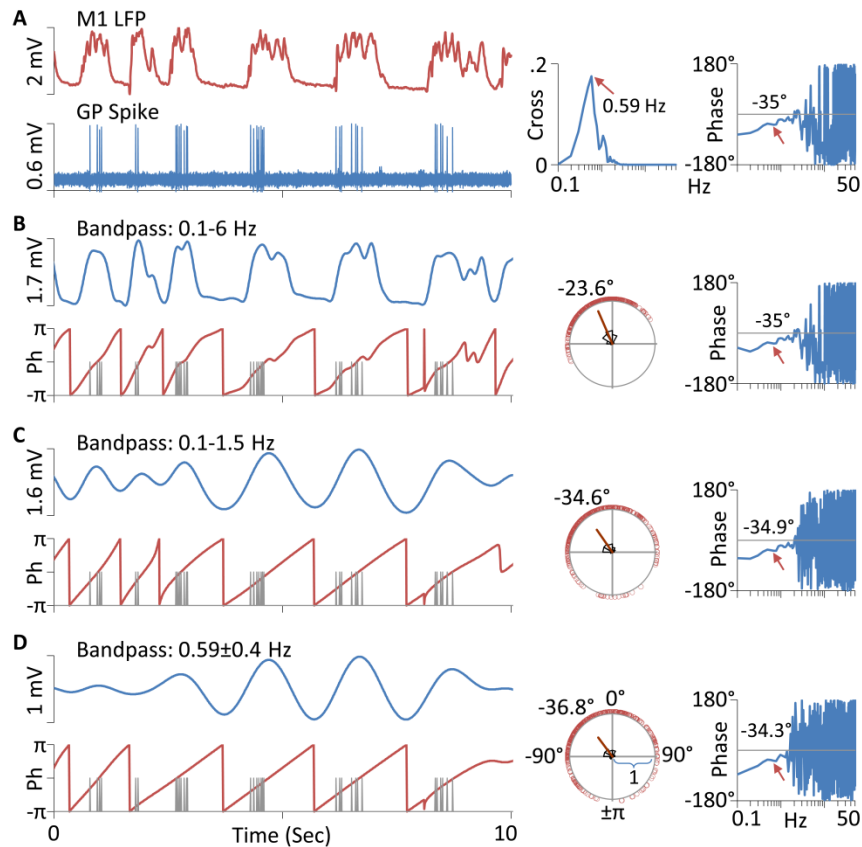 A
M1 LFP
2 mV
GP Spike
0.6 mV
.2
Cross
0
0.59 Hz
0.1
Hz
180°
Phase
-35°
-180°
50
B
Bandpass: 0.1-6 Hz
1.7 mV
π
Ph
-π
-23.6°
180°
Phase
-35°
-180°
C
Bandpass: 0.1-1.5 Hz
1.6 mV
π
Ph
-π
-34.6°
180°
Phase
-34.9°
-180°
D
Bandpass: 0.59±0.4 Hz
1 mV
π
Ph
-π
0
Time (Sec)
10
-36.8°
0°
-90°
90°
1
±π
180°
Phase
-34.3°
-180°
0.1
Hz
50